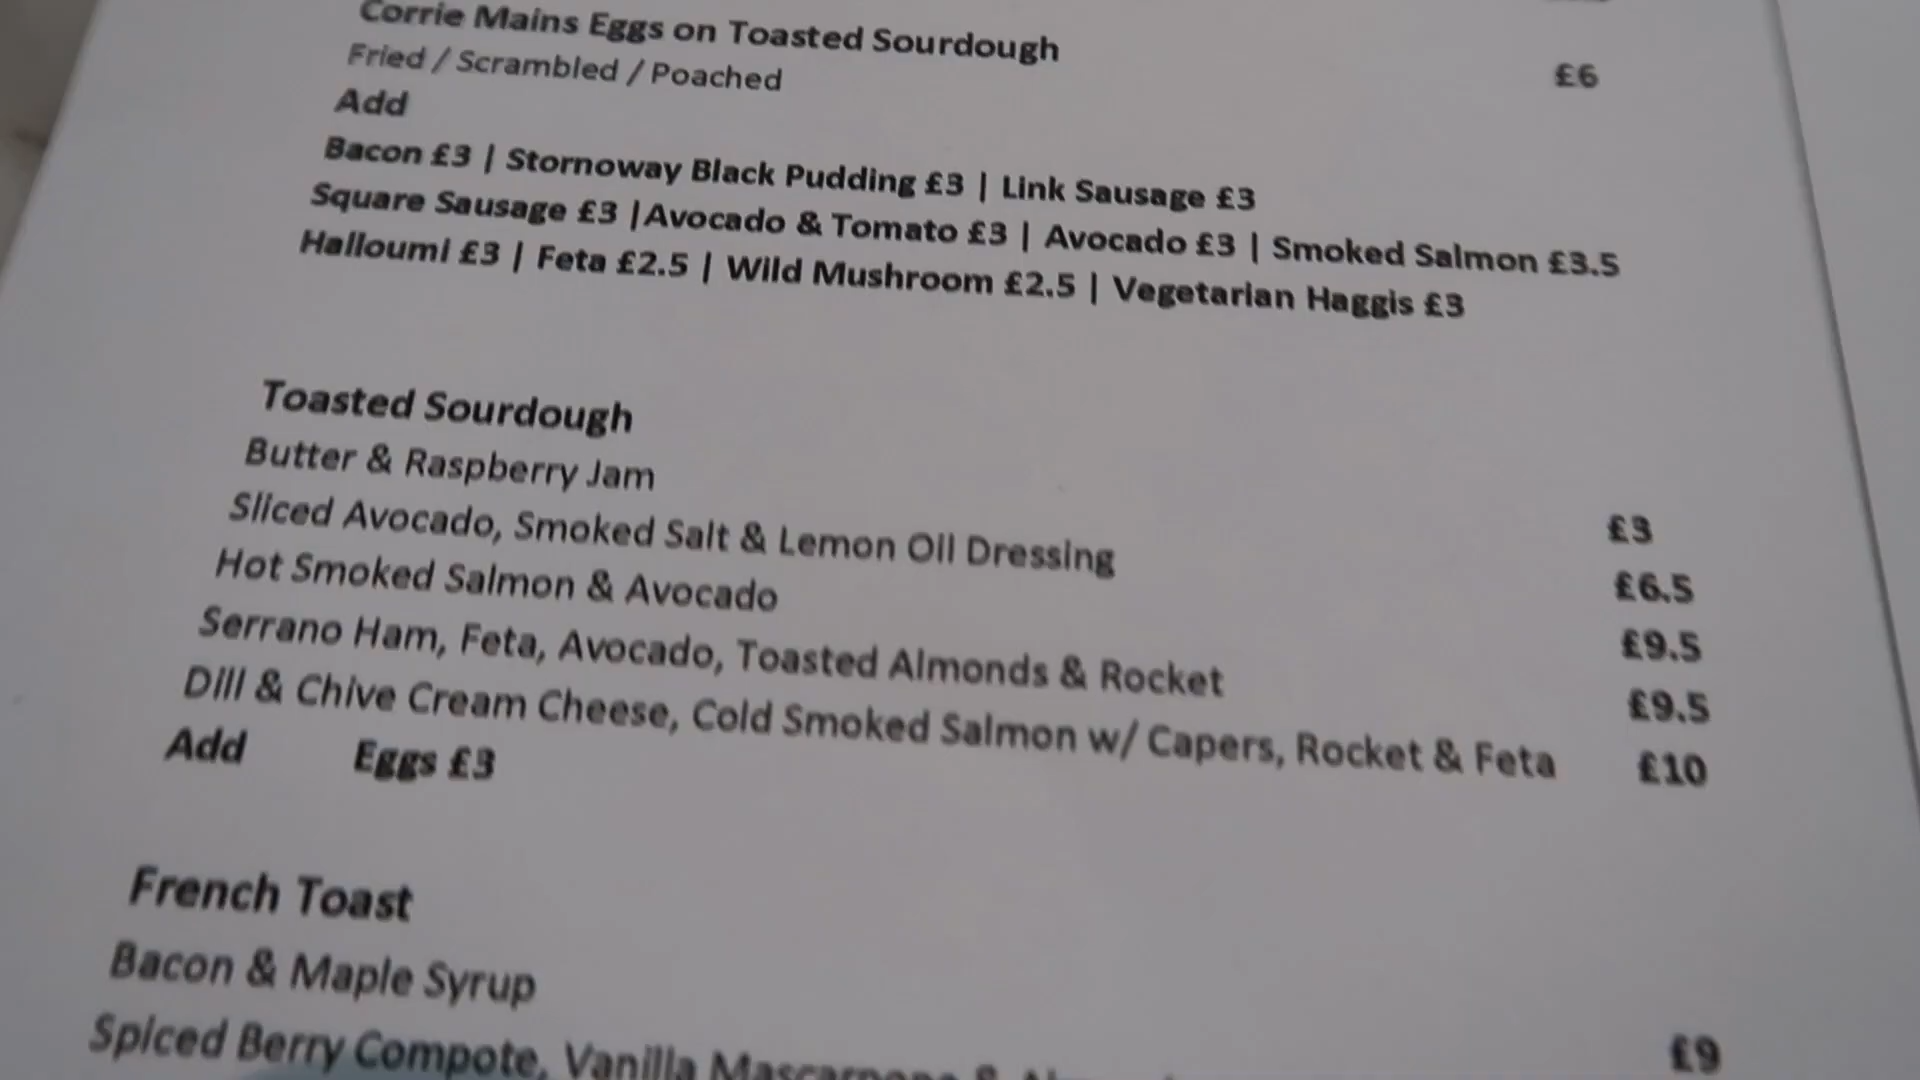 Corrie Mains Eggs on Toasted Sourdough £6
Fried / Scrambled / Poached
Add
Bacon £3 | Stornoway Black Pudding £3 | Link Sausage £3
Square Sausage £3 |Avocado & Tomato £3 | Avocado £3 | Smoked Salmon £3.5
Halloumi £3 | Feta £2.5 | Wild Mushroom £2.5 | Vegetarian Haggis £3
Toasted Sourdough
Butter & Raspberry Jam £3
Sliced Avocado, Smoked Salt & Lemon Oil Dressing £6.5
Hot Smoked Salmon & Avocado £9.5
Serrano Ham, Feta, Avocado, Toasted Almonds & Rocket £9.5
Dill & Chive Cream Cheese, Cold Smoked Salmon w/ Capers, Rocket & Feta £10
Add Eggs £3
French Toast
Bacon & Maple Syrup £9
Spiced Berry Compote, Vanilla Mascarpone &